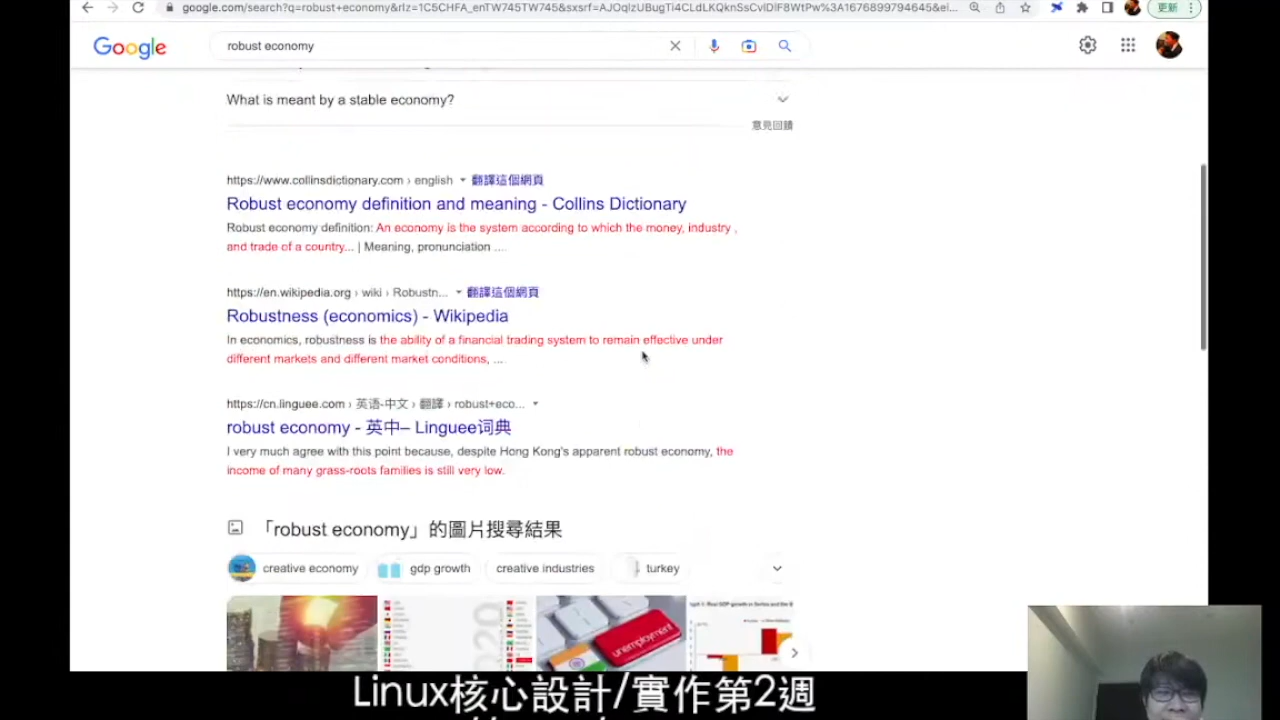 google.com/search?q=robust+economy&rlz=1C5CHFA_enTW745TW745&sxsrf=AJOqlzUBugTi4CLdLKQknSsCvlDlF8WtPw%3A1676899794645&ei... 更新
Google robust economy
What is meant by a stable economy?
意見回饋
https://www.collinsdictionary.com › english 翻譯這個網頁
Robust economy definition and meaning - Collins Dictionary
Robust economy definition: An economy is the system according to which the money, industry ,
and trade of a country... | Meaning, pronunciation ....
https://en.wikipedia.org › wiki › Robustn... 翻譯這個網頁
Robustness (economics) - Wikipedia
In economics, robustness is the ability of a financial trading system to remain effective under
different markets and different market conditions, ...
https://cn.linguee.com › 英语-中文 › 翻譯 › robust+eco...
robust economy - 英中– Linguee词典
I very much agree with this point because, despite Hong Kong's apparent robust economy, the
income of many grass-roots families is still very low.
「robust economy」的圖片搜尋結果
creative economy gdp growth creative industries turkey
2020
unemployment
Linux核心設計/實作第2週